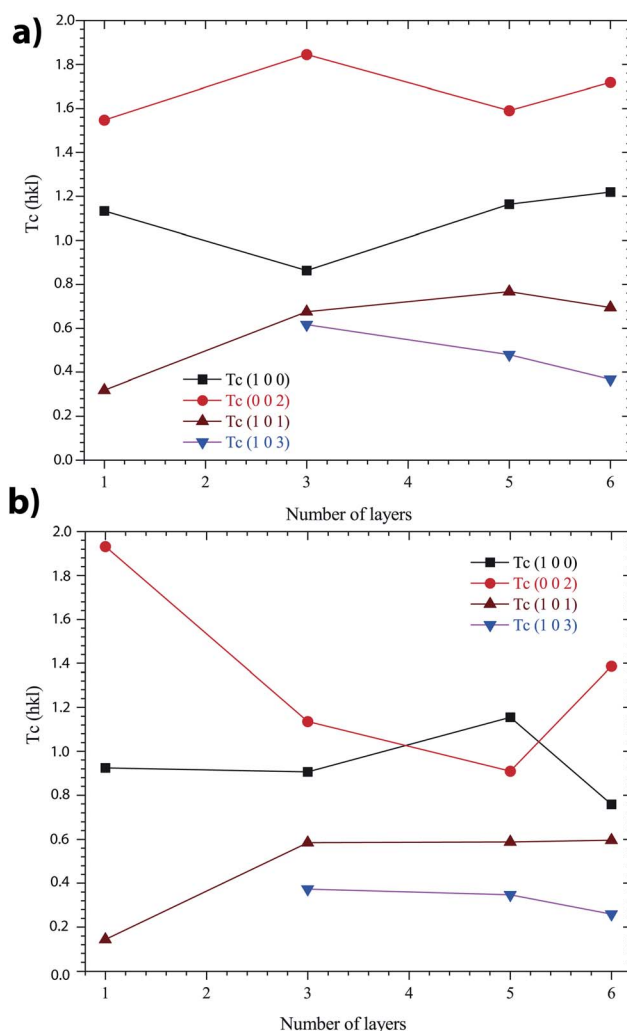 a)
2.0
1.8
1.6
1.4
1.2
1.0
0.8
0.6
0.4
0.2
0.0
Tc (hkl)
Tc (1 0 0)
Tc (0 0 2)
Tc (1 0 1)
Tc (1 0 3)
1 2 3 4 5 6
Number of layers
b)
2.0
1.8
1.6
1.4
1.2
1.0
0.8
0.6
0.4
0.2
0.0
Tc (hkl)
Tc (1 0 0)
Tc (0 0 2)
Tc (1 0 1)
Tc (1 0 3)
1 2 3 4 5 6
Number of layers